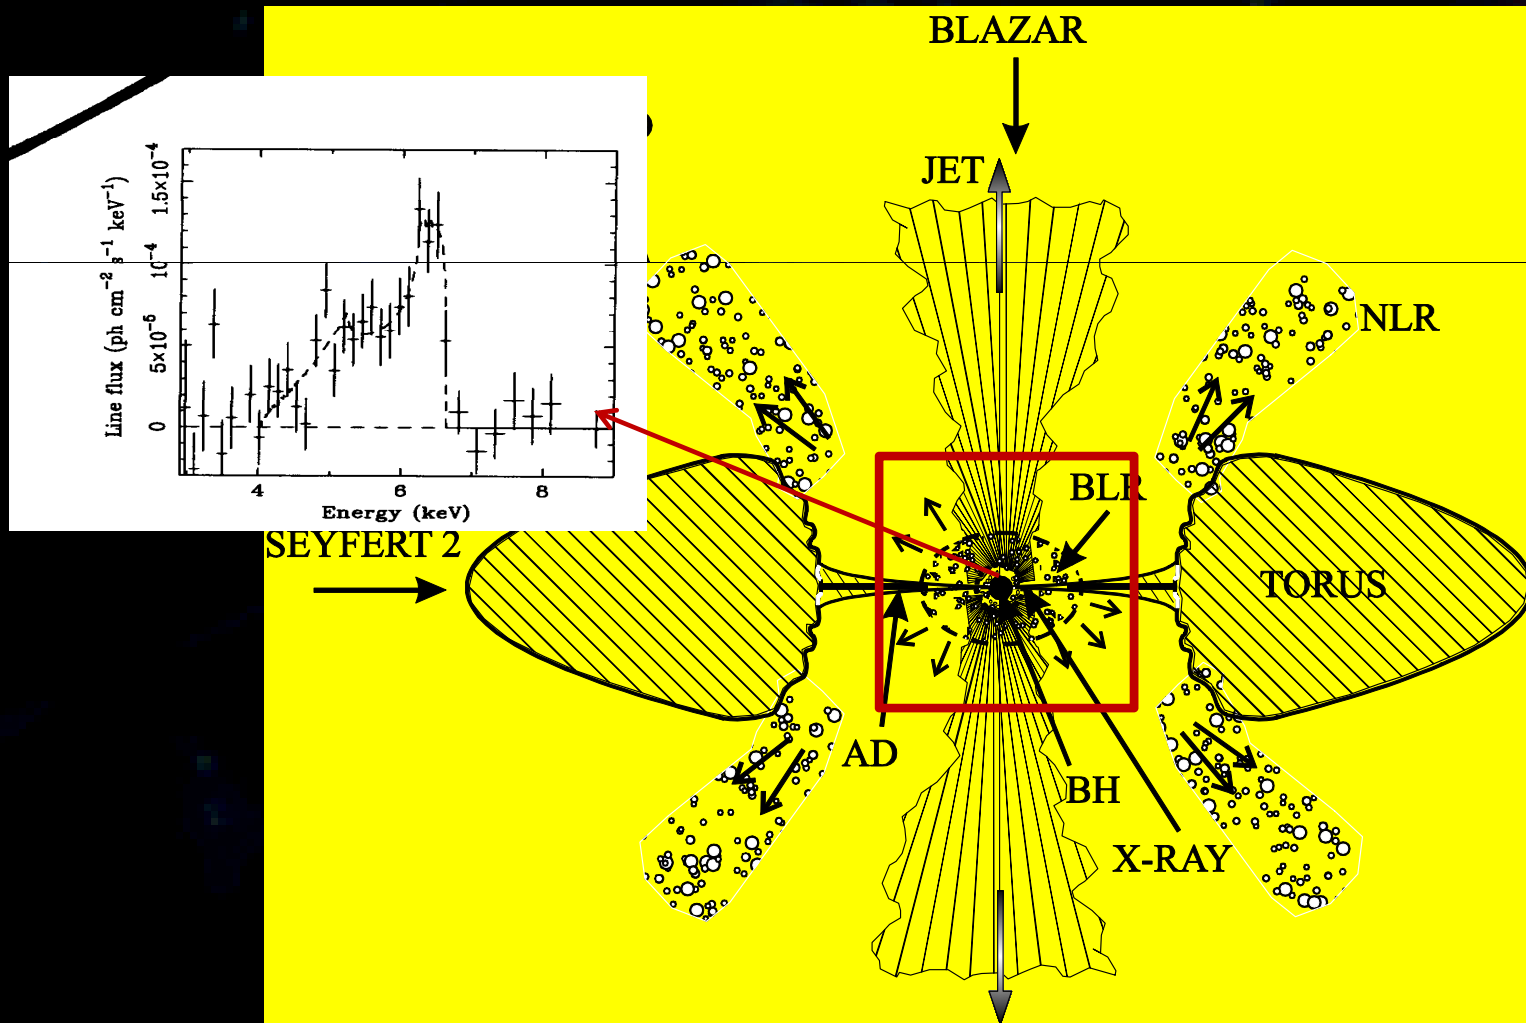 BLAZAR
JET
Line flux (ph cm⁻² s⁻¹ keV⁻¹)
1.5×10⁻⁴
10⁻⁴
5×10⁻⁵
0
4 6 8
Energy (keV)
NLR
BLR
SEYFERT 2
TORUS
AD
BH
X-RAY